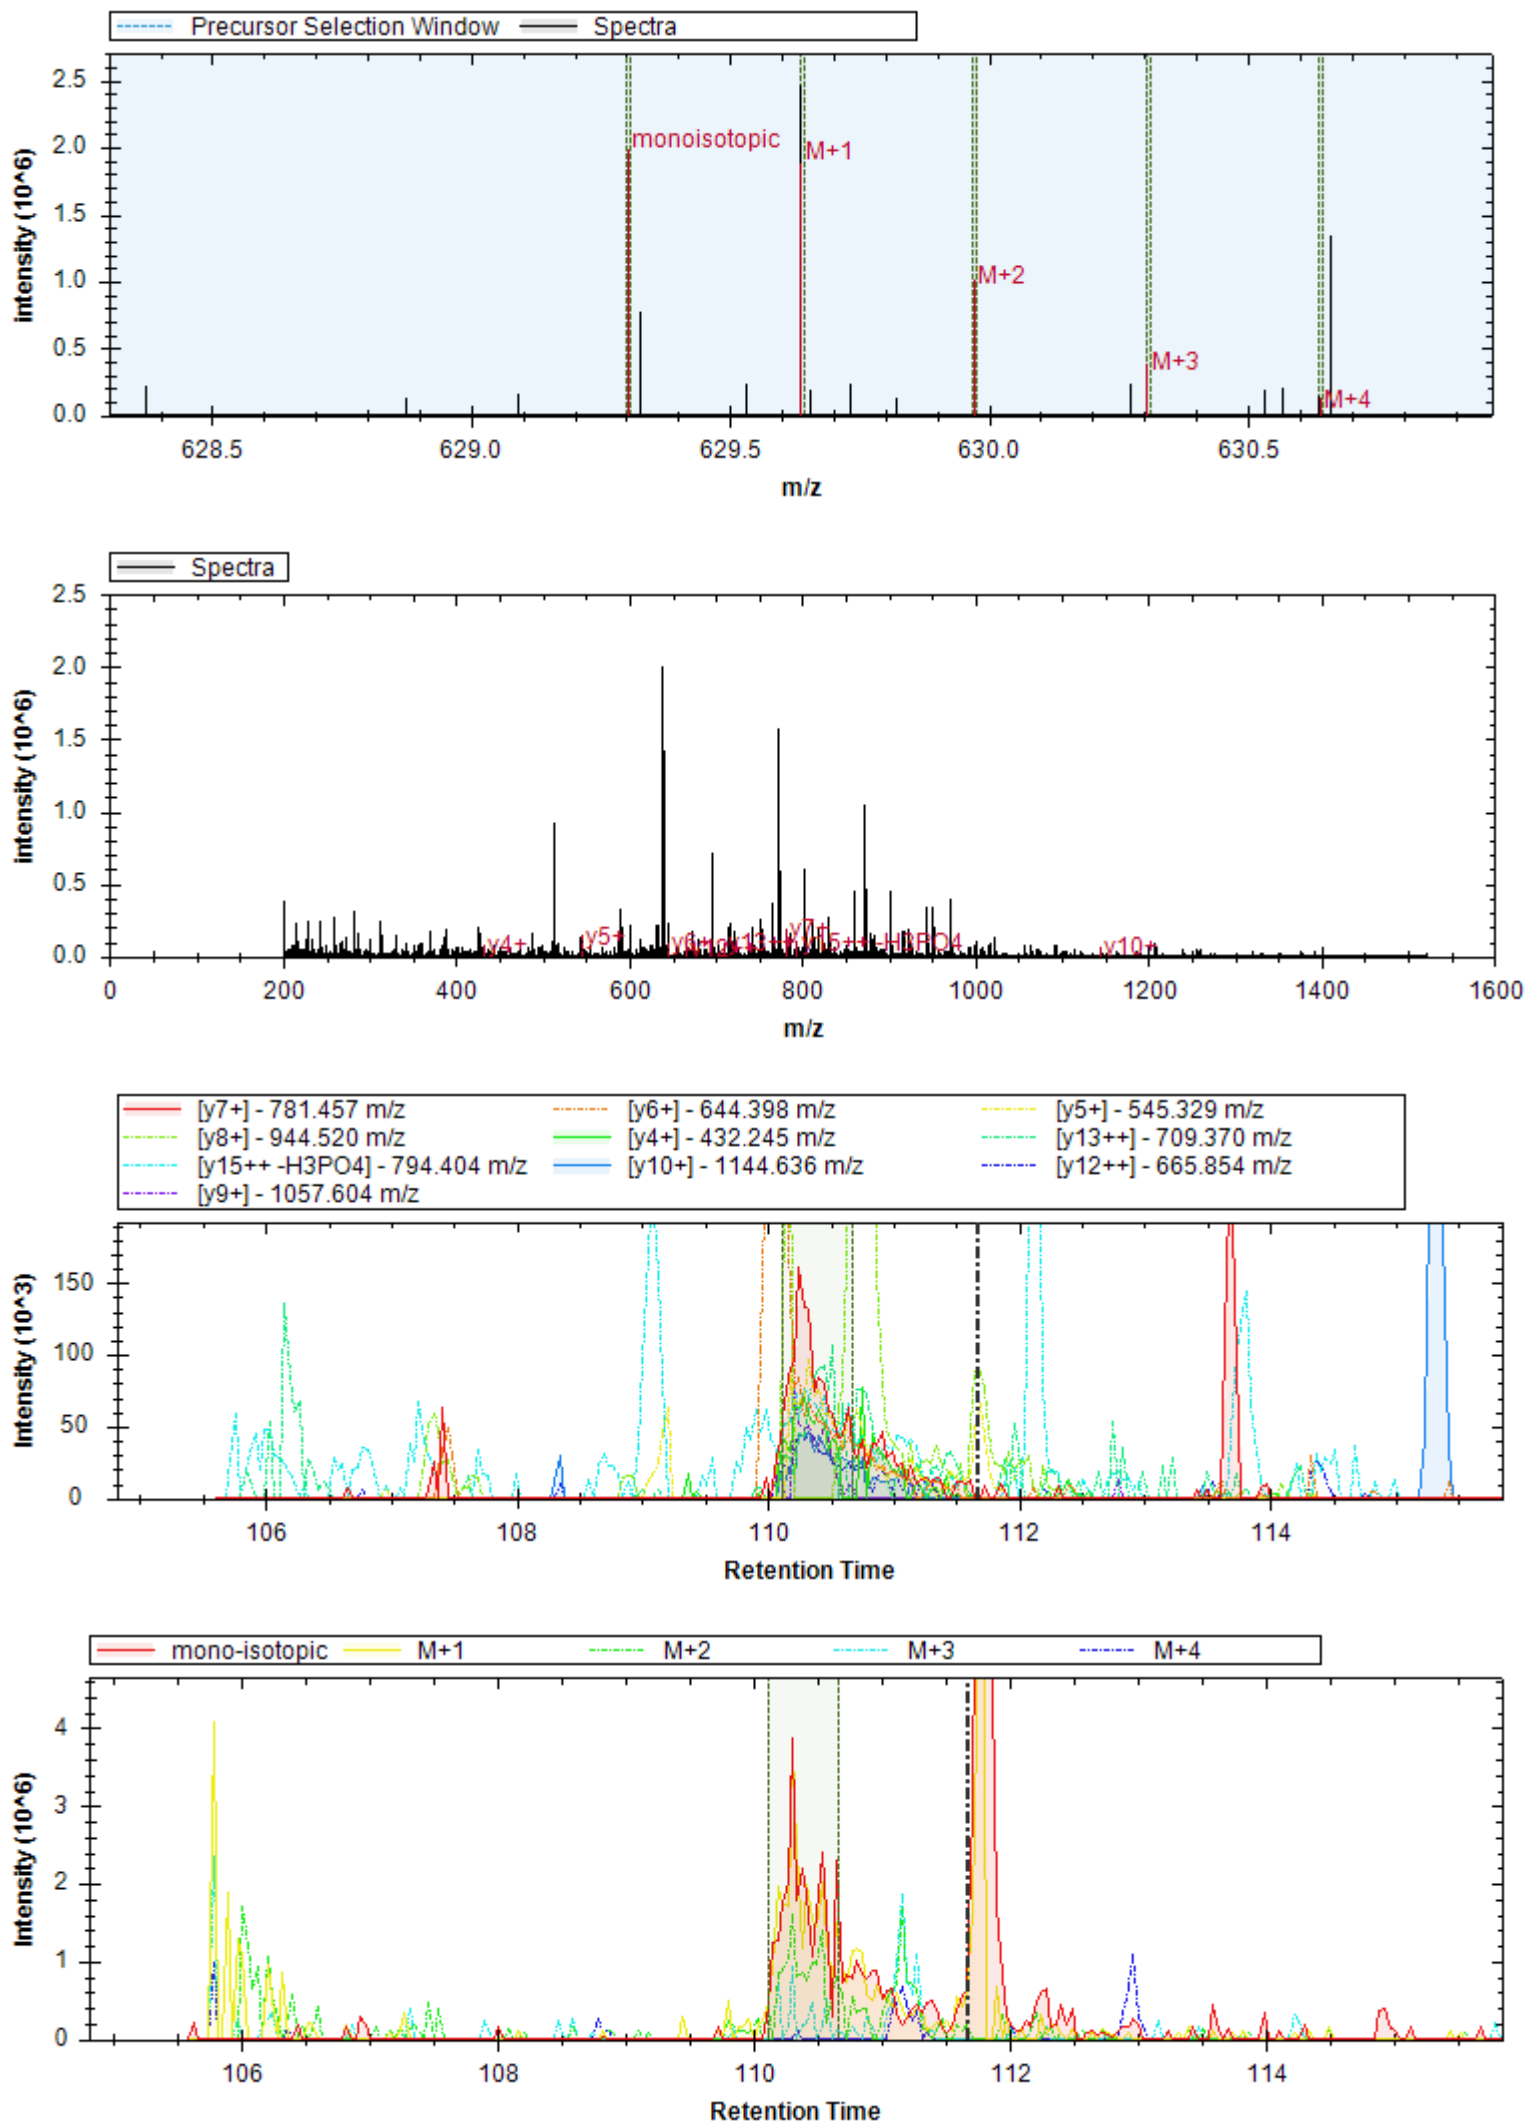 Precursor Selection Window Spectra
intensity (10^6)
2.5
2.0
1.5
1.0
0.5
0.0
monoisotopic
M+1
M+2
M+3
M+4
628.5 629.0 629.5 630.0 630.5
m/z
Spectra
intensity (10^6)
2.5
2.0
1.5
1.0
0.5
0.0
y4+ y5+ y7+ y15++ -H3PO4 y10+
0 200 400 600 800 1000 1200 1400 1600
m/z
[y7+] - 781.457 m/z [y6+] - 644.398 m/z [y5+] - 545.329 m/z
[y8+] - 944.520 m/z [y4+] - 432.245 m/z [y13++] - 709.370 m/z
[y15++ -H3PO4] - 794.404 m/z [y10+] - 1144.636 m/z [y12++] - 665.854 m/z
[y9+] - 1057.604 m/z
Intensity (10^3)
150
100
50
0
106 108 110 112 114
Retention Time
mono-isotopic M+1 M+2 M+3 M+4
Intensity (10^6)
4
3
2
1
0
106 108 110 112 114
Retention Time